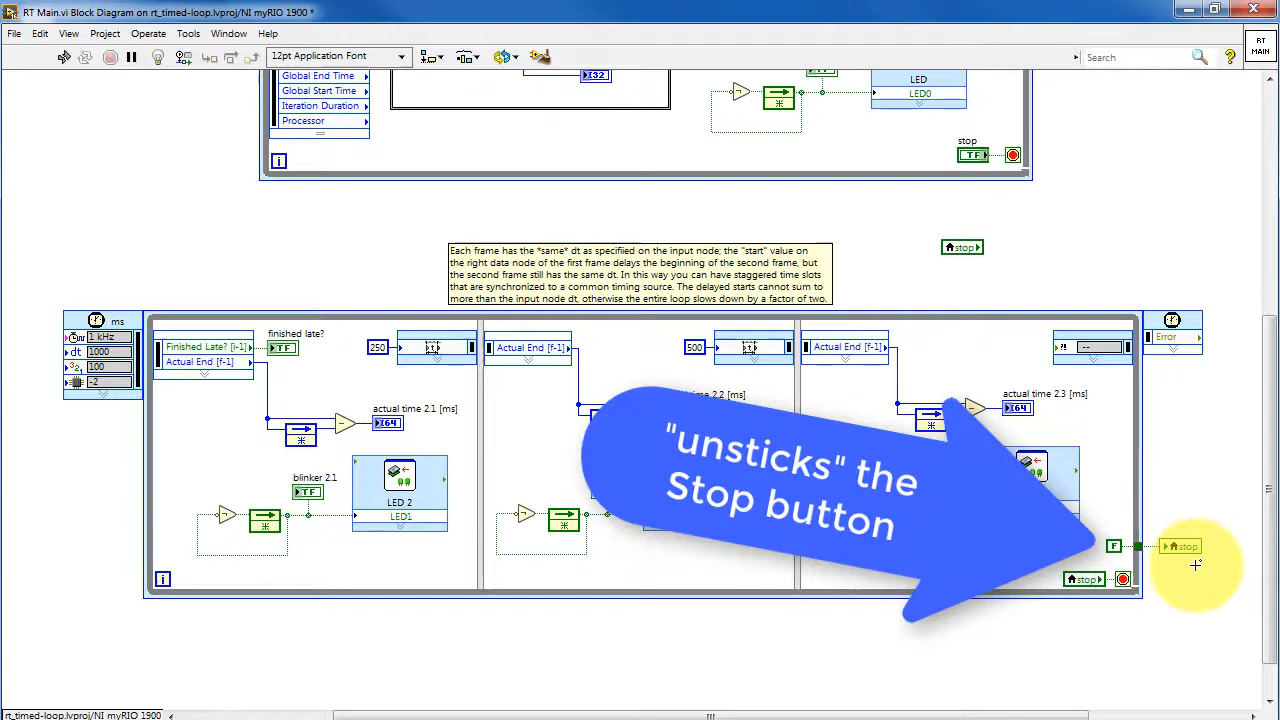 RT Main.vi Block Diagram on rt_timed-loop.lvproj/NI myRIO 1900 *
File Edit View Project Operate Tools Window Help
12pt Application Font
Search
RT
MAIN
Global End Time
Global Start Time
Iteration Duration
Processor
I32
LED
LED0
i
stop
TF
stop
Each frame has the *same* dt as specifiied on the input node; the "start" value on
the right data node of the first frame delays the beginning of the second frame, but
the second frame still has the same dt. In this way you can have staggered time slots
that are synchronized to a common timing source. The delayed starts cannot sum to
more than the input node dt, otherwise the entire loop slows down by a factor of two.
ms
1 kHz
dt 1000
100
-2
finished late?
Finished Late? [i-1]
TF
Actual End [f-1]
250
actual time 2.1 [ms]
I64
blinker 2.1
TF
LED 2
LED1
i
Actual End [f-1]
500
time 2.2 [ms]
Actual End [f-1]
?! --
actual time 2.3 [ms]
I64
Error
"unsticks" the
Stop button
F
stop
stop
rt_timed-loop.lvproj/NI myRIO 1900